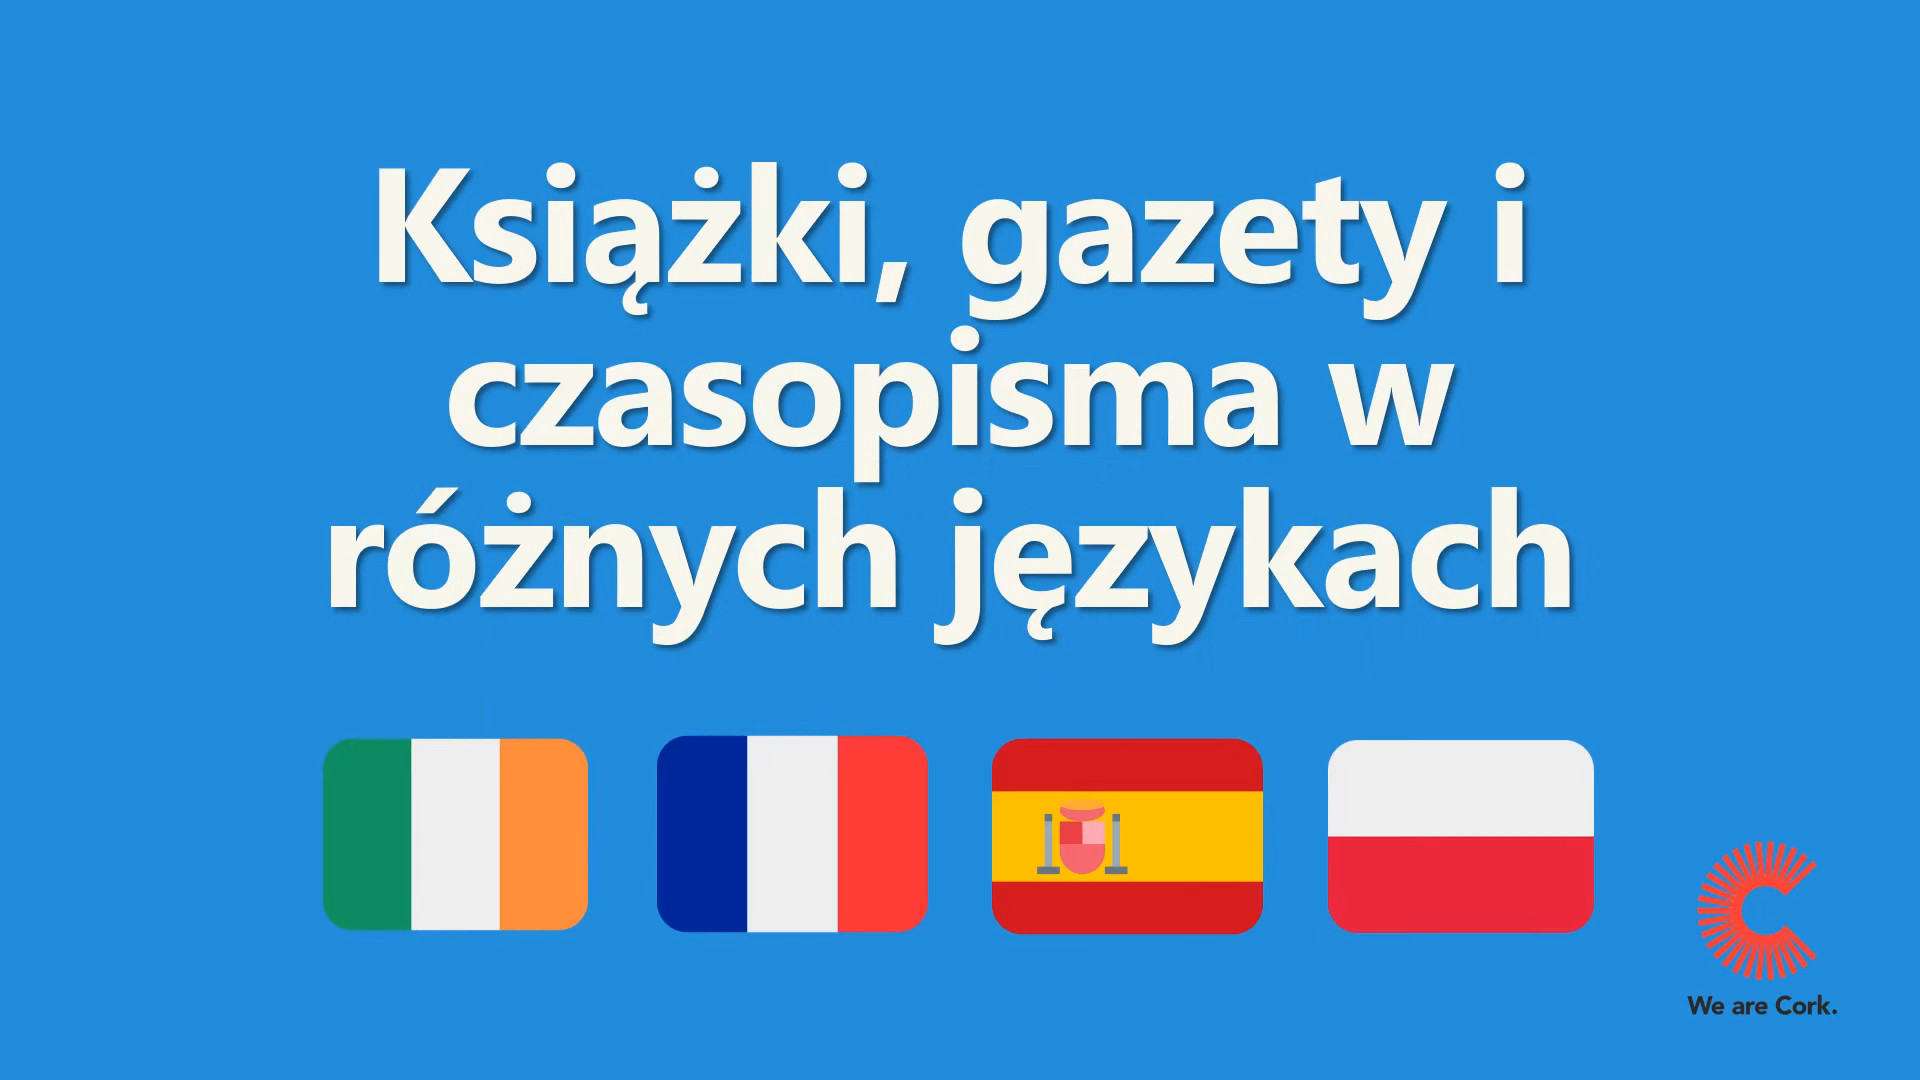 Książki, gazety i
czasopisma w
różnych językach
We are Cork.